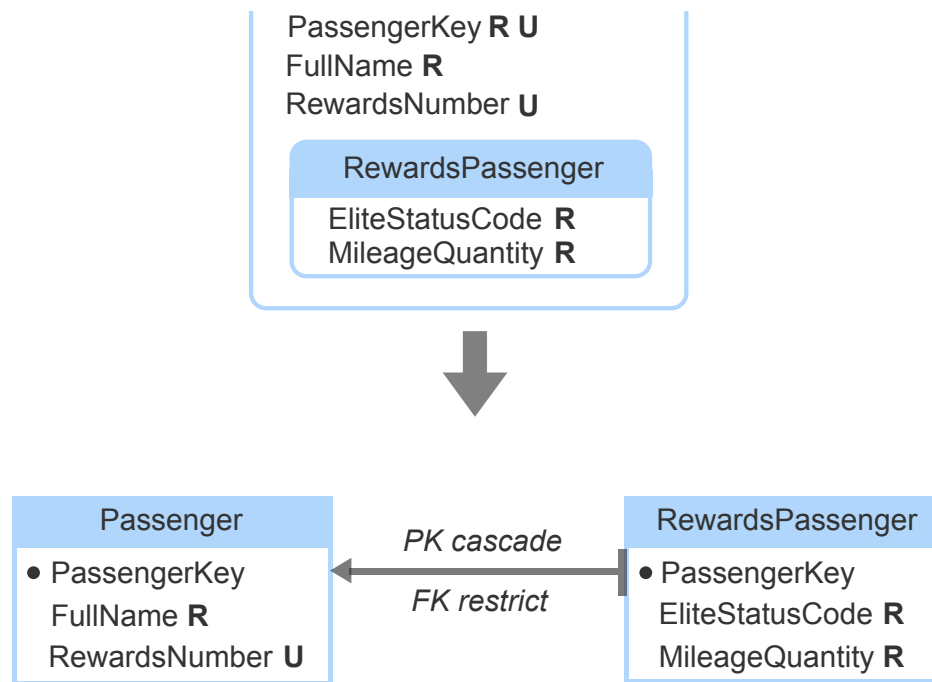 PassengerKey R U
FullName R
RewardsNumber U
RewardsPassenger
EliteStatusCode R
MileageQuantity R
Passenger
• PassengerKey
FullName R
RewardsNumber U
PK cascade
FK restrict
RewardsPassenger
• PassengerKey
EliteStatusCode R
MileageQuantity R